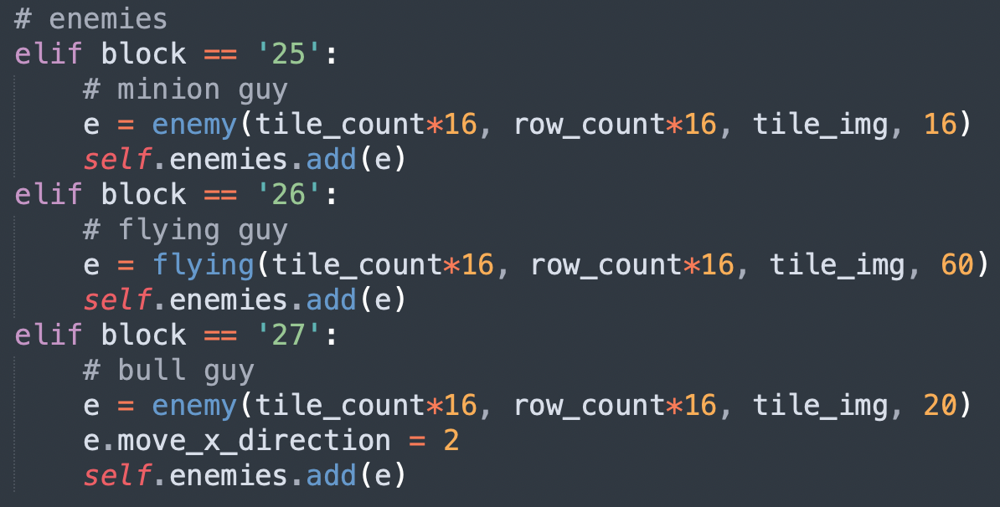 # enemies
elif block == '25':
    # minion guy
    e = enemy(tile_count*16, row_count*16, tile_img, 16)
    self.enemies.add(e)
elif block == '26':
    # flying guy
    e = flying(tile_count*16, row_count*16, tile_img, 60)
    self.enemies.add(e)
elif block == '27':
    # bull guy
    e = enemy(tile_count*16, row_count*16, tile_img, 20)
    e.move_x_direction = 2
    self.enemies.add(e)